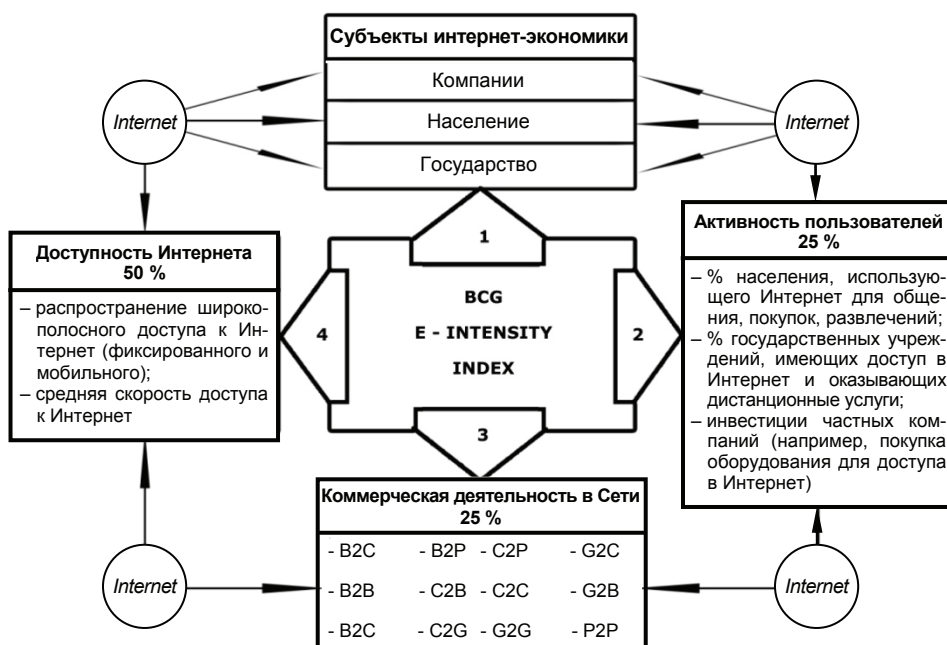 Субъекты интернет-экономики
Компании
Население
Государство
Internet
Internet
Доступность Интернета
50 %
– распространение широко-
полосного доступа к Ин-
тернет (фиксированного и
мобильного);
– средняя скорость доступа
к Интернет
1
2
3
4
BCG
E - INTENSITY
INDEX
Активность пользователей
25 %
– % населения, использую-
щего Интернет для обще-
ния, покупок, развлечений;
– % государственных учреж-
дений, имеющих доступ в
Интернет и оказывающих
дистанционные услуги;
– инвестиции частных ком-
паний (например, покупка
оборудования для доступа
в Интернет)
Коммерческая деятельность в Сети
25 %
- B2C - B2P - C2P - G2C
- B2B - C2B - C2C - G2B
- B2C - C2G - G2G - P2P
Internet
Internet